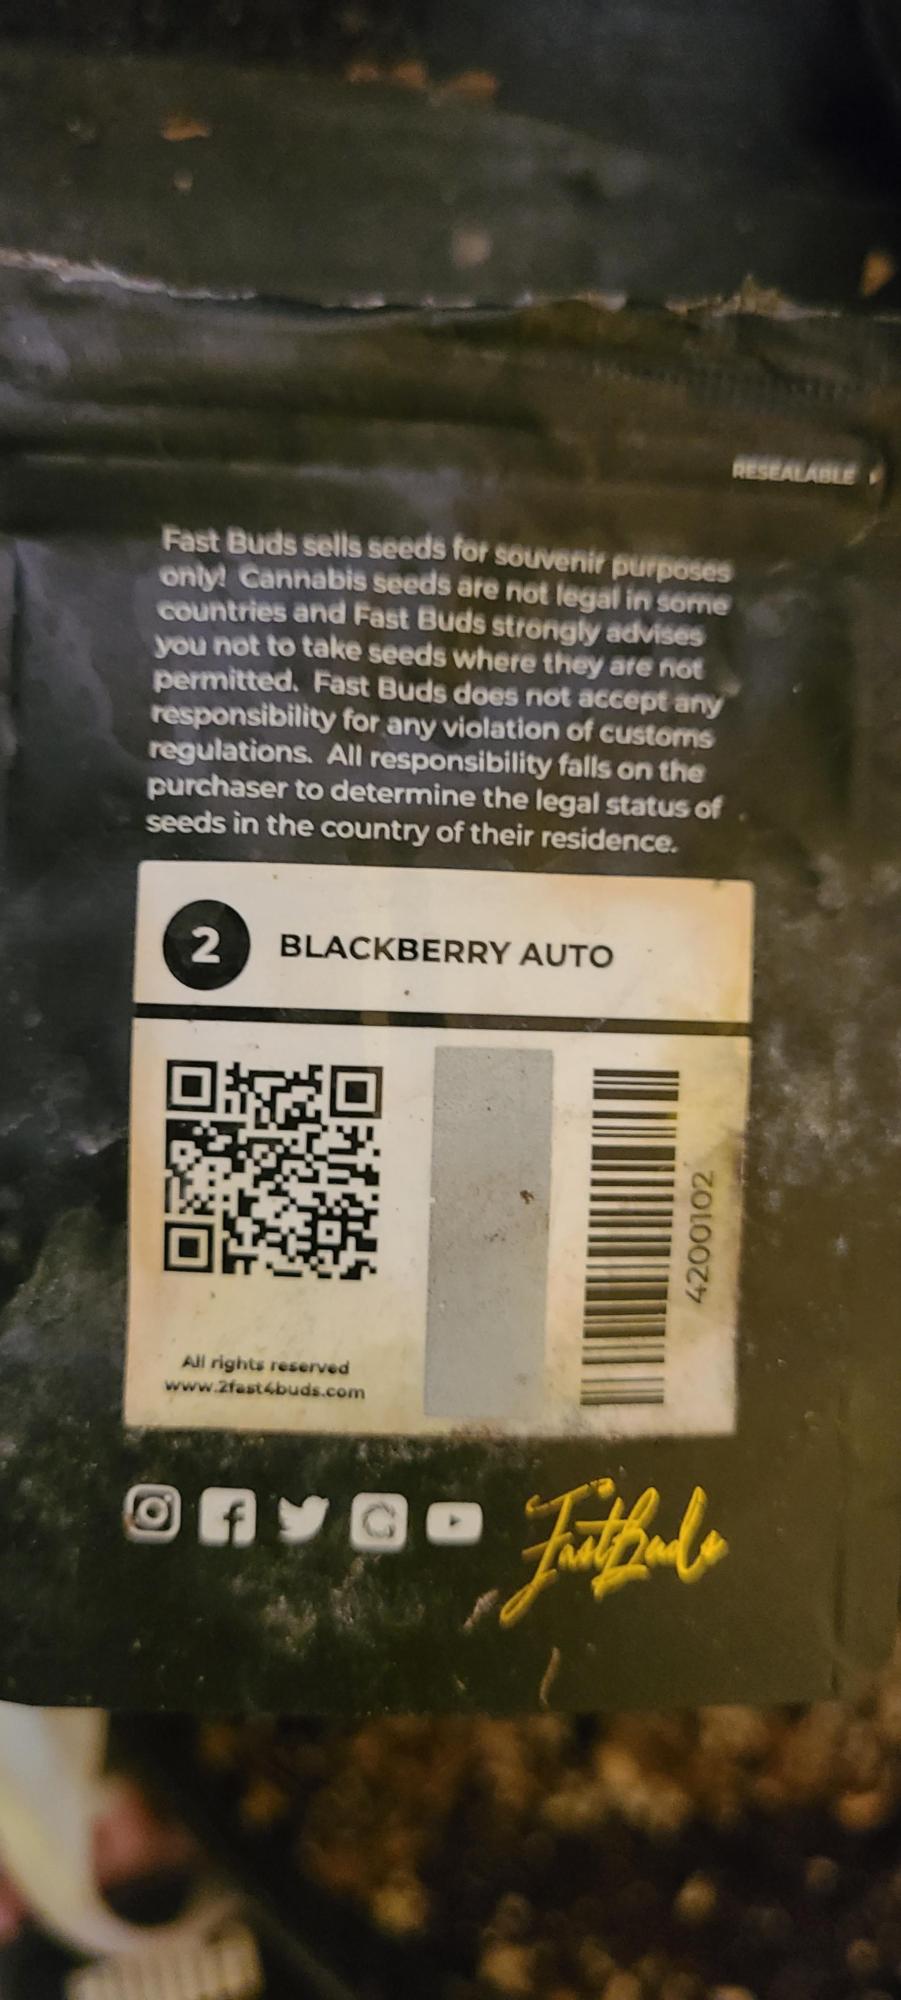 RESEALABLE
Fast Buds sells seeds for souvenir purposes
only! Cannabis seeds are not legal in some
countries and Fast Buds strongly advises
you not to take seeds where they are not
permitted. Fast Buds does not accept any
responsibility for any violation of customs
regulations. All responsibility falls on the
purchaser to determine the legal status of
seeds in the country of their residence.
2 BLACKBERRY AUTO
4200102
All rights reserved
www.2fast4buds.com
FastBuds